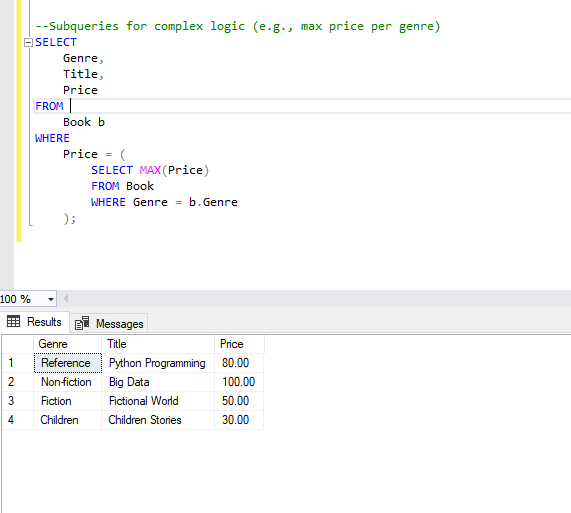 --Subqueries for complex logic (e.g., max price per genre)
SELECT
    Genre,
    Title,
    Price
FROM
    Book b
WHERE
    Price = (
        SELECT MAX(Price)
        FROM Book
        WHERE Genre = b.Genre
    );
100 %
Results Messages
Genre Title Price
1 Reference Python Programming 80.00
2 Non-fiction Big Data 100.00
3 Fiction Fictional World 50.00
4 Children Children Stories 30.00